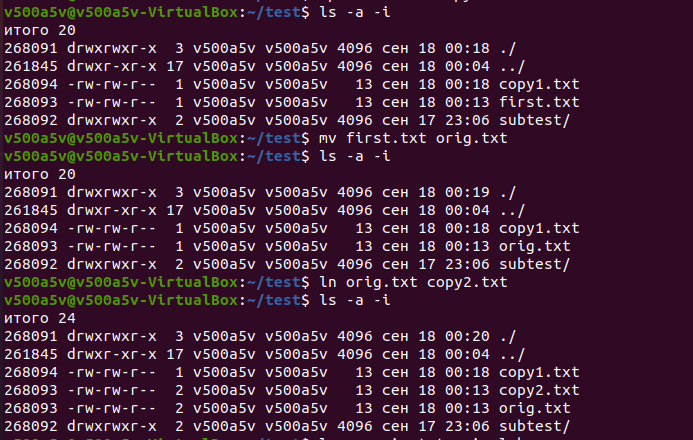 v500a5v@v500a5v-VirtualBox:~/test$ ls -a -i
итого 20
268091 drwxrwxr-x  3 v500a5v v500a5v 4096 сен 18 00:18 ./
261845 drwxr-xr-x 17 v500a5v v500a5v 4096 сен 18 00:04 ../
268094 -rw-rw-r--  1 v500a5v v500a5v   13 сен 18 00:18 copy1.txt
268093 -rw-rw-r--  1 v500a5v v500a5v   13 сен 18 00:13 first.txt
268092 drwxrwxr-x  2 v500a5v v500a5v 4096 сен 17 23:06 subtest/
v500a5v@v500a5v-VirtualBox:~/test$ mv first.txt orig.txt
v500a5v@v500a5v-VirtualBox:~/test$ ls -a -i
итого 20
268091 drwxrwxr-x  3 v500a5v v500a5v 4096 сен 18 00:19 ./
261845 drwxr-xr-x 17 v500a5v v500a5v 4096 сен 18 00:04 ../
268094 -rw-rw-r--  1 v500a5v v500a5v   13 сен 18 00:18 copy1.txt
268093 -rw-rw-r--  1 v500a5v v500a5v   13 сен 18 00:13 orig.txt
268092 drwxrwxr-x  2 v500a5v v500a5v 4096 сен 17 23:06 subtest/
v500a5v@v500a5v-VirtualBox:~/test$ ln orig.txt copy2.txt
v500a5v@v500a5v-VirtualBox:~/test$ ls -a -i
итого 24
268091 drwxrwxr-x  3 v500a5v v500a5v 4096 сен 18 00:20 ./
261845 drwxr-xr-x 17 v500a5v v500a5v 4096 сен 18 00:04 ../
268094 -rw-rw-r--  1 v500a5v v500a5v   13 сен 18 00:18 copy1.txt
268093 -rw-rw-r--  2 v500a5v v500a5v   13 сен 18 00:13 copy2.txt
268093 -rw-rw-r--  2 v500a5v v500a5v   13 сен 18 00:13 orig.txt
268092 drwxrwxr-x  2 v500a5v v500a5v 4096 сен 17 23:06 subtest/